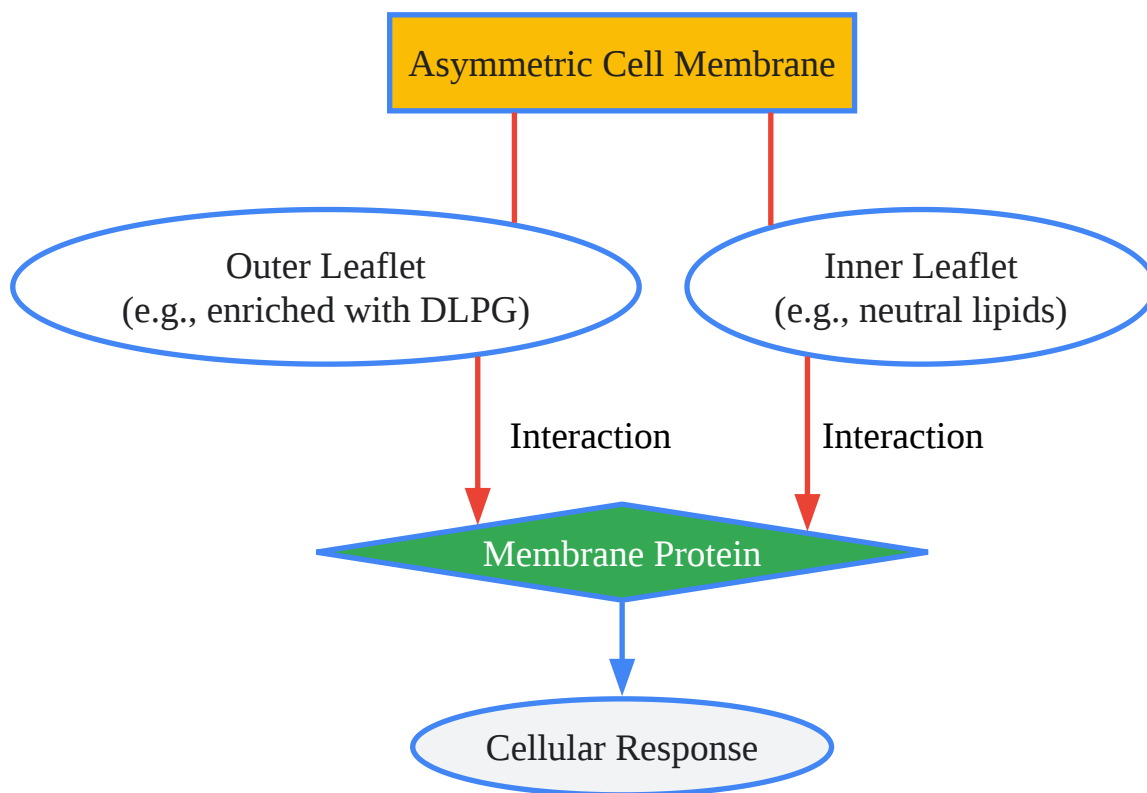 Asymmetric Cell Membrane
Outer Leaflet
(e.g., enriched with DLPG)
Inner Leaflet
(e.g., neutral lipids)
Interaction
Interaction
Membrane Protein
Cellular Response